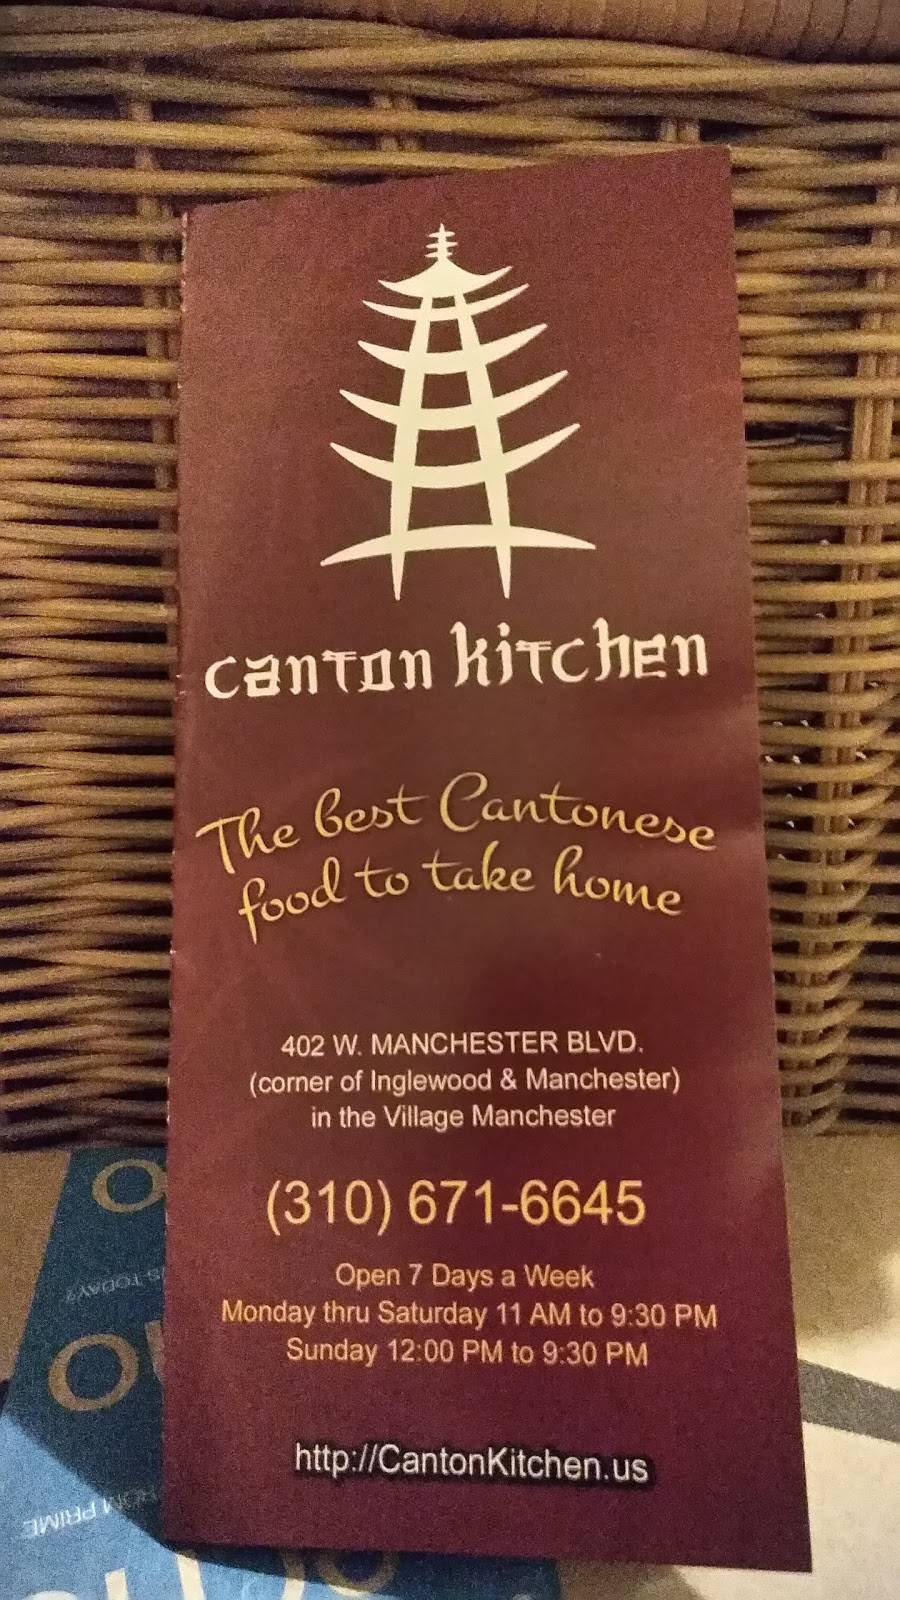 canton kitchen
The best Cantonese
food to take home
402 W. MANCHESTER BLVD.
(corner of Inglewood & Manchester)
in the Village Manchester
(310) 671-6645
Open 7 Days a Week
Monday thru Saturday 11 AM to 9:30 PM
Sunday 12:00 PM to 9:30 PM
http://CantonKitchen.us
TODAY?
PRIME